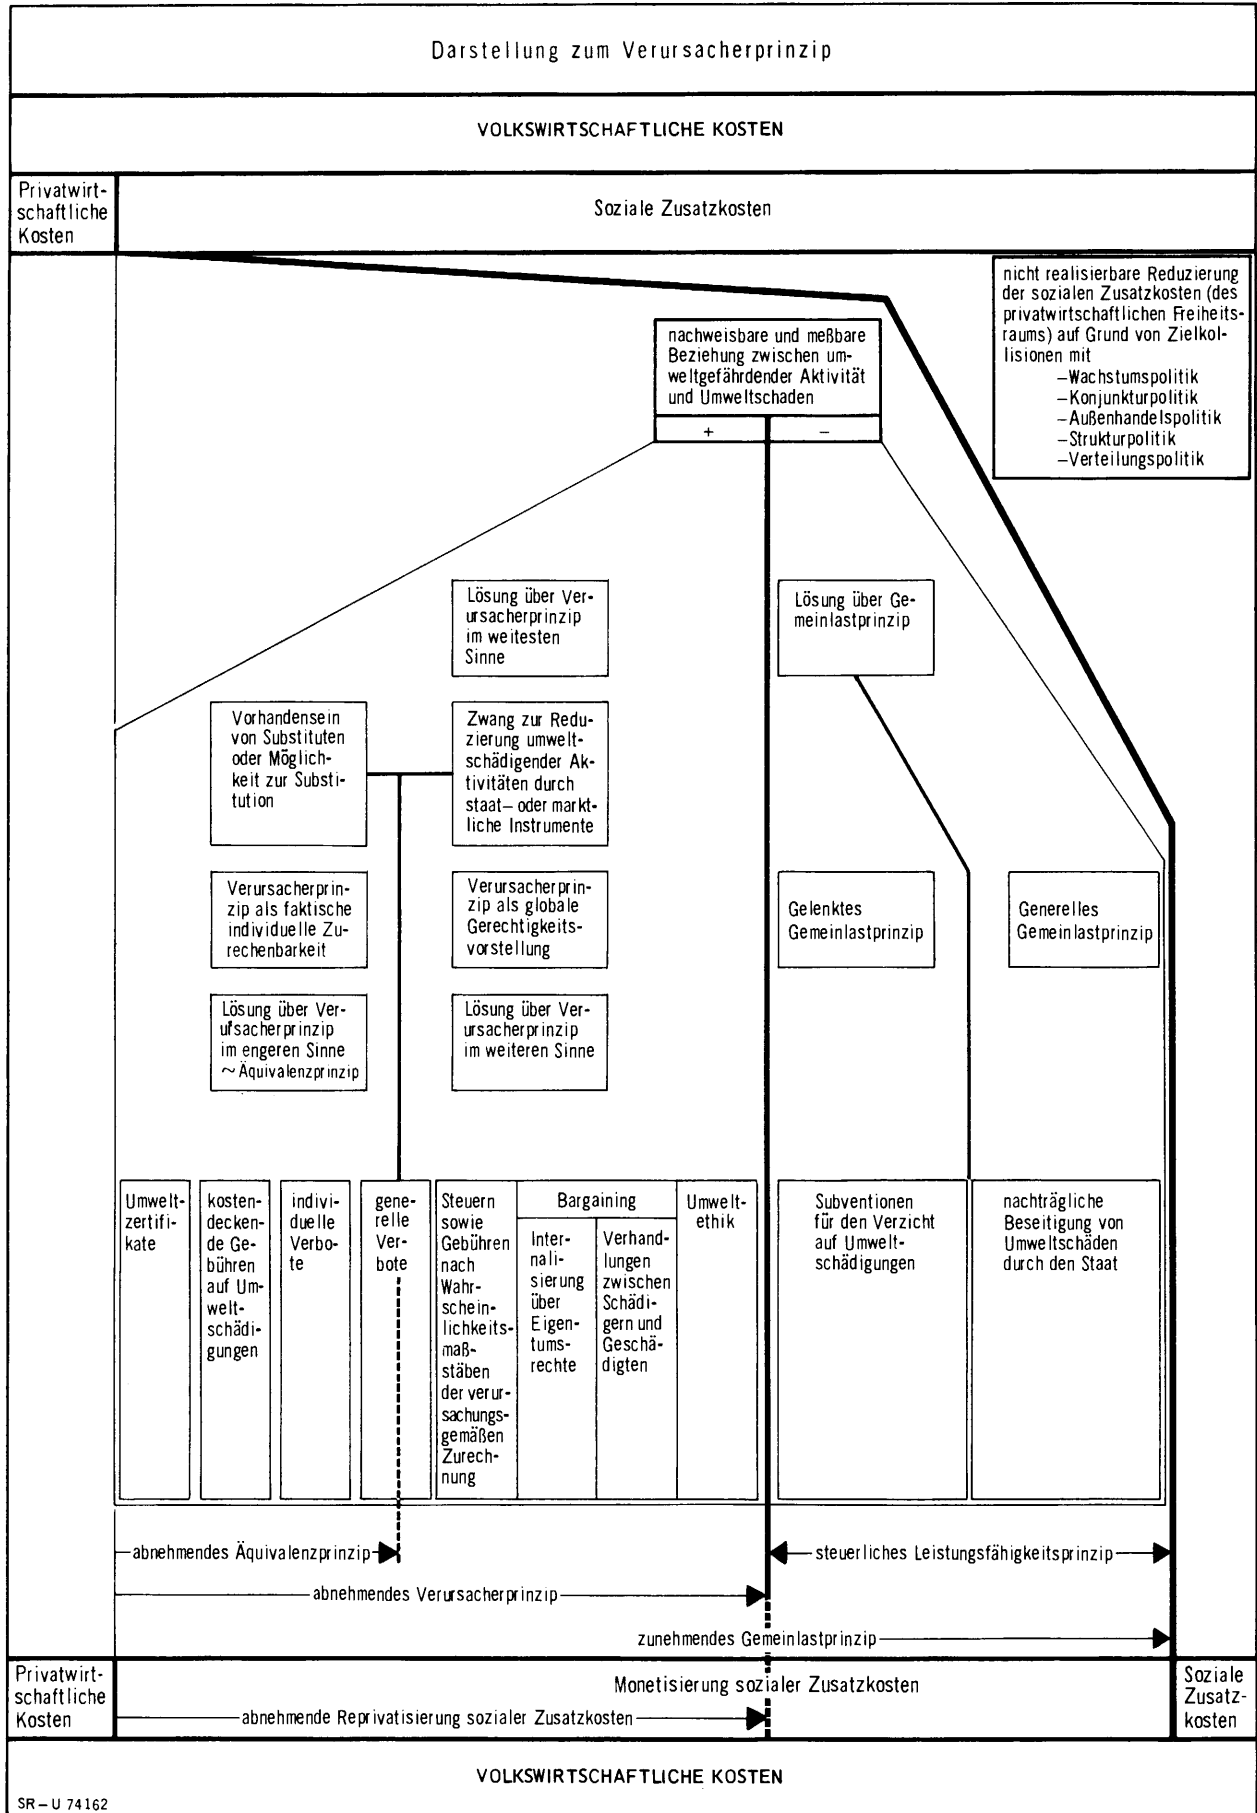 Darstellung zum Verursacherprinzip
VOLKSWIRTSCHAFTLICHE KOSTEN
Privatwirt-
schaftliche
Kosten
Soziale Zusatzkosten
nicht realisierbare Reduzierung
der sozialen Zusatzkosten (des
privatwirtschaftlichen Freiheits-
raums) auf Grund von Zielkol-
lisionen mit
–Wachstumspolitik
–Konjunkturpolitik
–Außenhandelspolitik
–Strukturpolitik
–Verteilungspolitik
nachweisbare und meßbare
Beziehung zwischen um-
weltgefährdender Aktivität
und Umweltschaden
+
–
Lösung über Ver-
ursacherprinzip
im weitesten
Sinne
Lösung über Ge-
meinlastprinzip
Vorhandensein
von Substituten
oder Möglich-
keit zur Substi-
tution
Zwang zur Redu-
zierung umwelt-
schädigender Ak-
tivitäten durch
staat– oder markt-
liche Instrumente
Verursacherprin-
zip als faktische
individuelle Zu-
rechenbarkeit
Verursacherprin-
zip als globale
Gerechtigkeits-
vorstellung
Gelenktes
Gemeinlastprinzip
Generelles
Gemeinlastprinzip
Lösung über Ver-
ursacherprinzip
im engeren Sinne
~Äquivalenzprinzip
Lösung über Ver-
ursacherprinzip
im weiteren Sinne
Umwelt-
zertifi-
kate
kosten-
decken-
de Ge-
bühren
auf Um-
welt-
schädi-
gungen
indivi-
duelle
Verbo-
te
gene-
relle
Ver-
bote
Steuern
sowie
Gebühren
nach
Wahr-
schein-
lichkeits-
maß-
stäben
der verur-
sachungs-
gemäßen
Zurech-
nung
Bargaining
Inter-
nali-
sierung
über
Eigen-
tums-
rechte
Verhand-
lungen
zwischen
Schädi-
gern und
Geschä-
digten
Umwelt-
ethik
Subventionen
für den Verzicht
auf Umwelt-
schädigungen
nachträgliche
Beseitigung von
Umweltschäden
durch den Staat
abnehmendes Äquivalenzprinzip
steuerliches Leistungsfähigkeitsprinzip
abnehmendes Verursacherprinzip
zunehmendes Gemeinlastprinzip
Privatwirt-
schaftliche
Kosten
Monetisierung sozialer Zusatzkosten
abnehmende Reprivatisierung sozialer Zusatzkosten
Soziale
Zusatz-
kosten
VOLKSWIRTSCHAFTLICHE KOSTEN
SR–U 74162